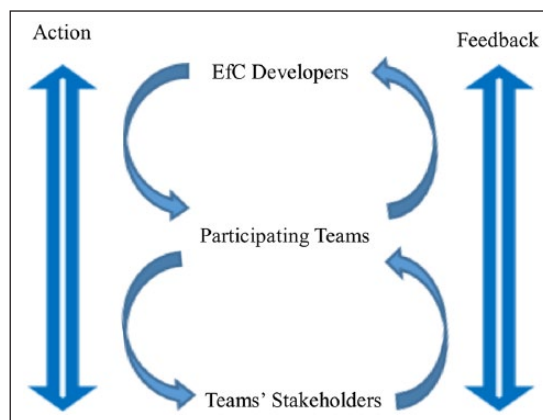 Action
Feedback
EfC Developers
Participating Teams
Teams’ Stakeholders